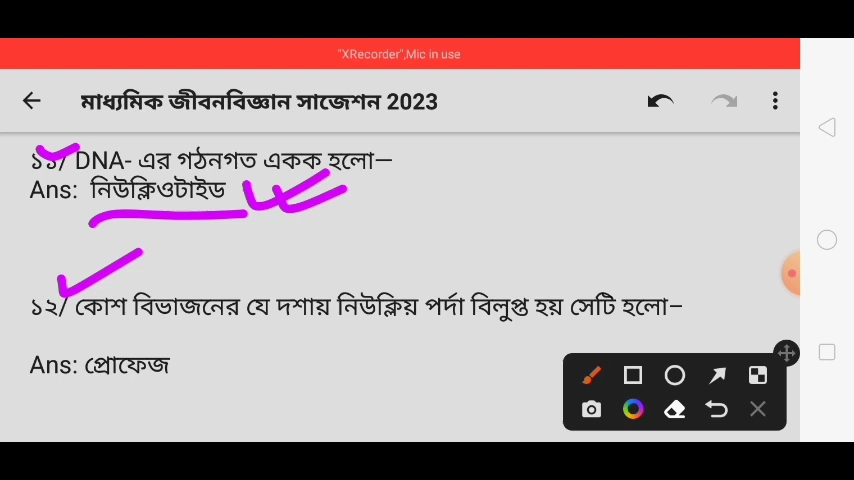 "XRecorder",Mic in use
মাধ্যমিক জীবনবিজ্ঞান সাজেশন 2023
১১/ DNA- এর গঠনগত একক হলো—
Ans: নিউক্লিওটাইড
১২/ কোশ বিভাজনের যে দশায় নিউক্লিয় পর্দা বিলুপ্ত হয় সেটি হলো–
Ans: প্রোফেজ